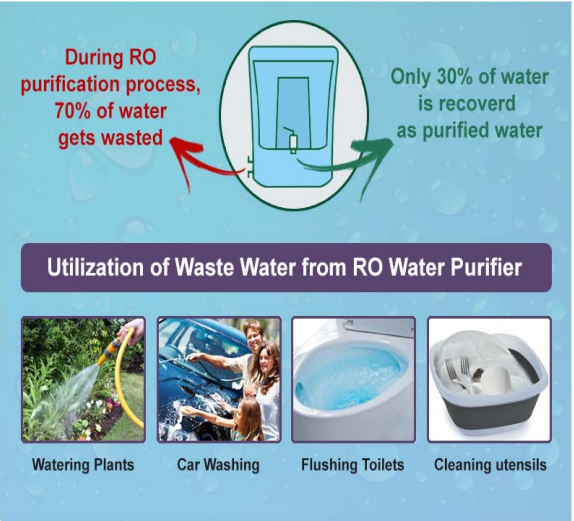 During RO
purification process,
70% of water
gets wasted
Only 30% of water
is recoverd
as purified water
Utilization of Waste Water from RO Water Purifier
Watering Plants
Car Washing
Flushing Toilets
Cleaning utensils